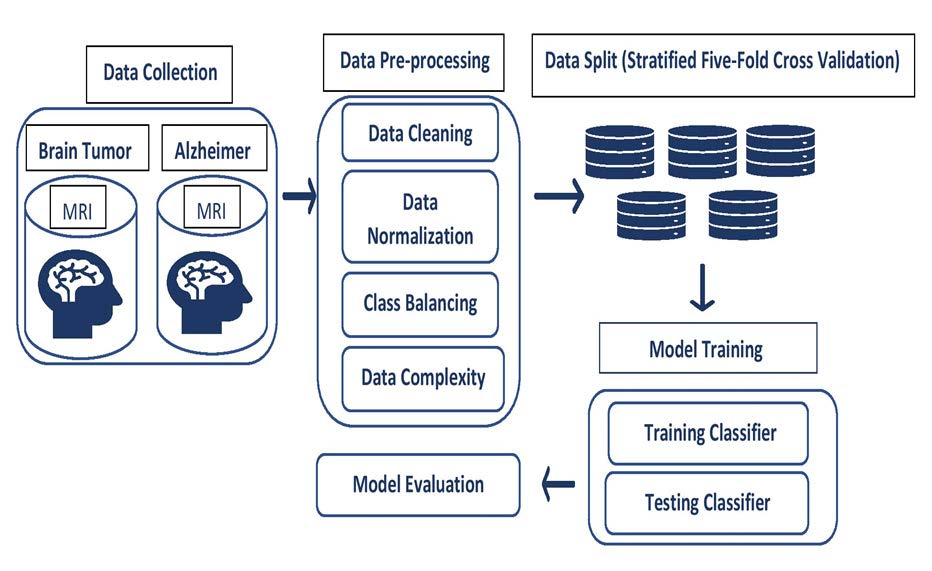 Data Collection
Brain Tumor
Alzheimer
MRI
MRI
Data Pre-processing
Data Cleaning
Data
Normalization
Class Balancing
Data Complexity
Data Split (Stratified Five-Fold Cross Validation)
Model Training
Training Classifier
Testing Classifier
Model Evaluation